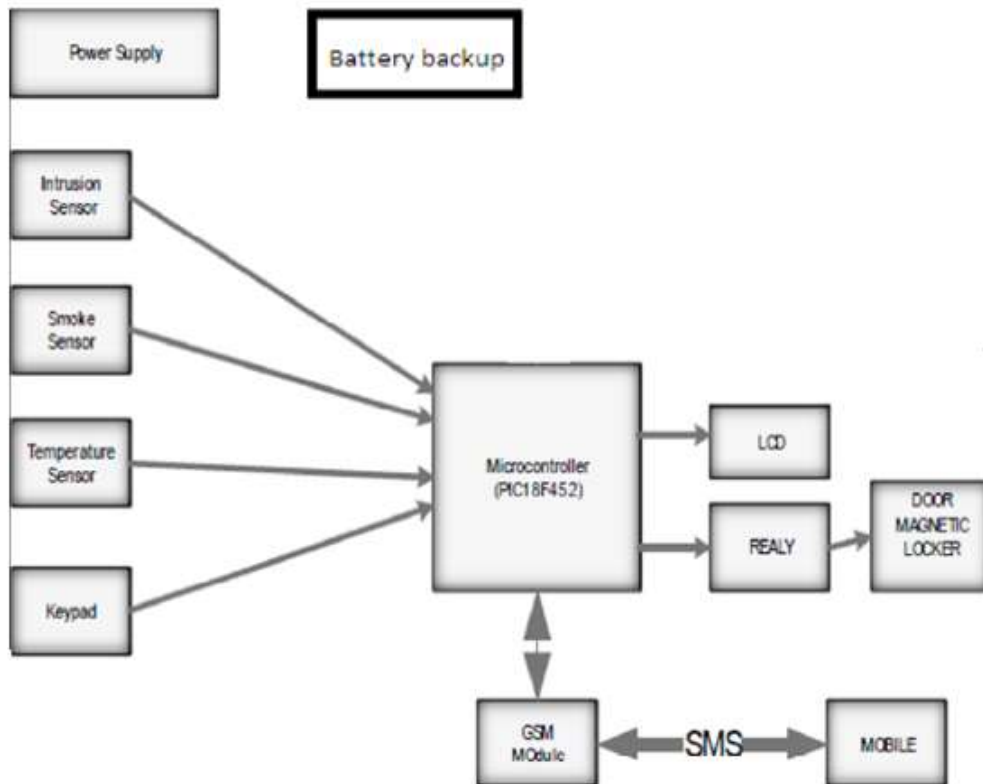 Power Supply
Battery backup
Intrusion
Sensor
Smoke
Sensor
Temperature
Sensor
Keypad
Microcontroller
(PIC18F452)
LCD
REALY
DOOR
MAGNETIC
LOCKER
GSM
MOdule
SMS
MOBILE